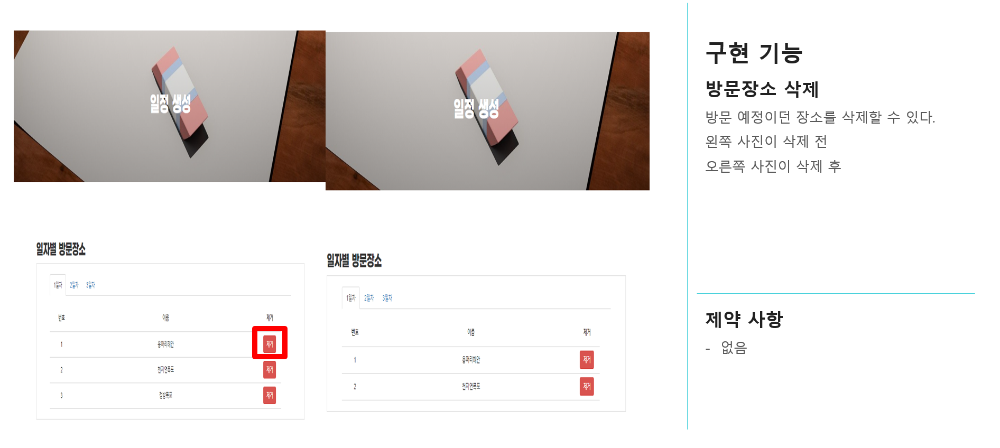 일정 생성
일자별 방문장소
1일차 2일차 3일차
번호 이름 제거
1 용머리해안 제거
2 천지연폭포 제거
3 정방폭포 제거
일정 생성
일자별 방문장소
1일차 2일차 3일차
번호 이름 제거
1 용머리해안 제거
2 천지연폭포 제거
구현 기능
방문장소 삭제
방문 예정이던 장소를 삭제할 수 있다.
왼쪽 사진이 삭제 전
오른쪽 사진이 삭제 후
제약 사항
- 없음